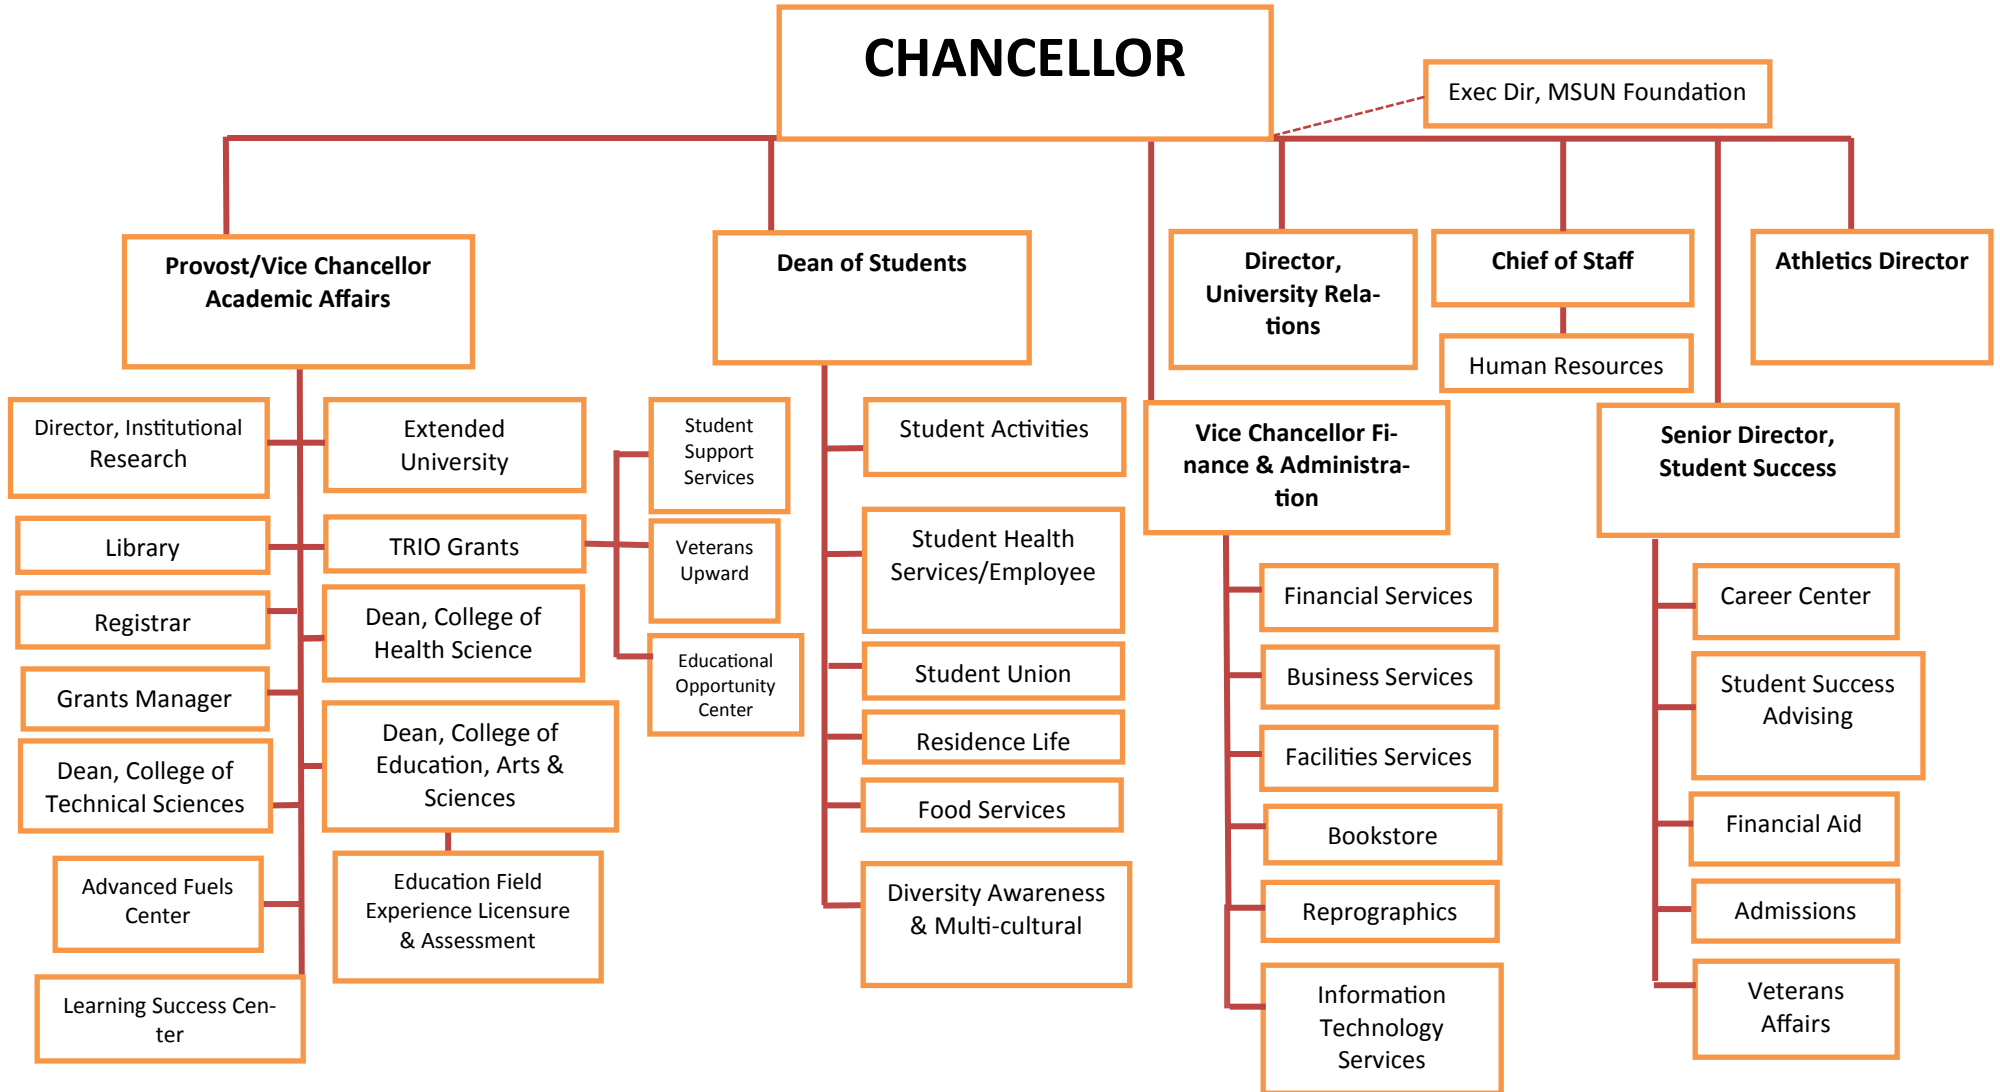 CHANCELLOR
Exec Dir, MSUN Foundation
Provost/Vice Chancellor
Academic Affairs
Dean of Students
Director,
University Rela-
tions
Chief of Staff
Athletics Director
Human Resources
Director, Institutional
Research
Extended
University
Library
TRIO Grants
Registrar
Dean, College of
Health Science
Grants Manager
Dean, College of
Education, Arts &
Sciences
Dean, College of
Technical Sciences
Advanced Fuels
Center
Education Field
Experience Licensure
& Assessment
Learning Success Cen-
ter
Student
Support
Services
Veterans
Upward
Educational
Opportunity
Center
Student Activities
Student Health
Services/Employee
Student Union
Residence Life
Food Services
Diversity Awareness
& Multi-cultural
Vice Chancellor Fi-
nance & Administra-
tion
Financial Services
Business Services
Facilities Services
Bookstore
Reprographics
Information
Technology
Services
Senior Director,
Student Success
Career Center
Student Success
Advising
Financial Aid
Admissions
Veterans
Affairs